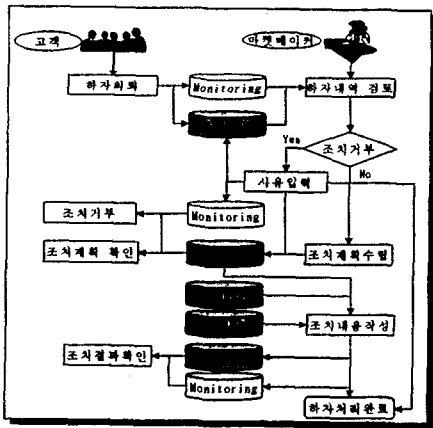 고객
마켓메이커
하자의뢰
Monitoring
하자내역 검토
조치거부
Yes
No
사유입력
조치거부
Monitoring
조치계획 확인
조치계획수립
조치내용작성
조치결과확인
Monitoring
하자처리완료